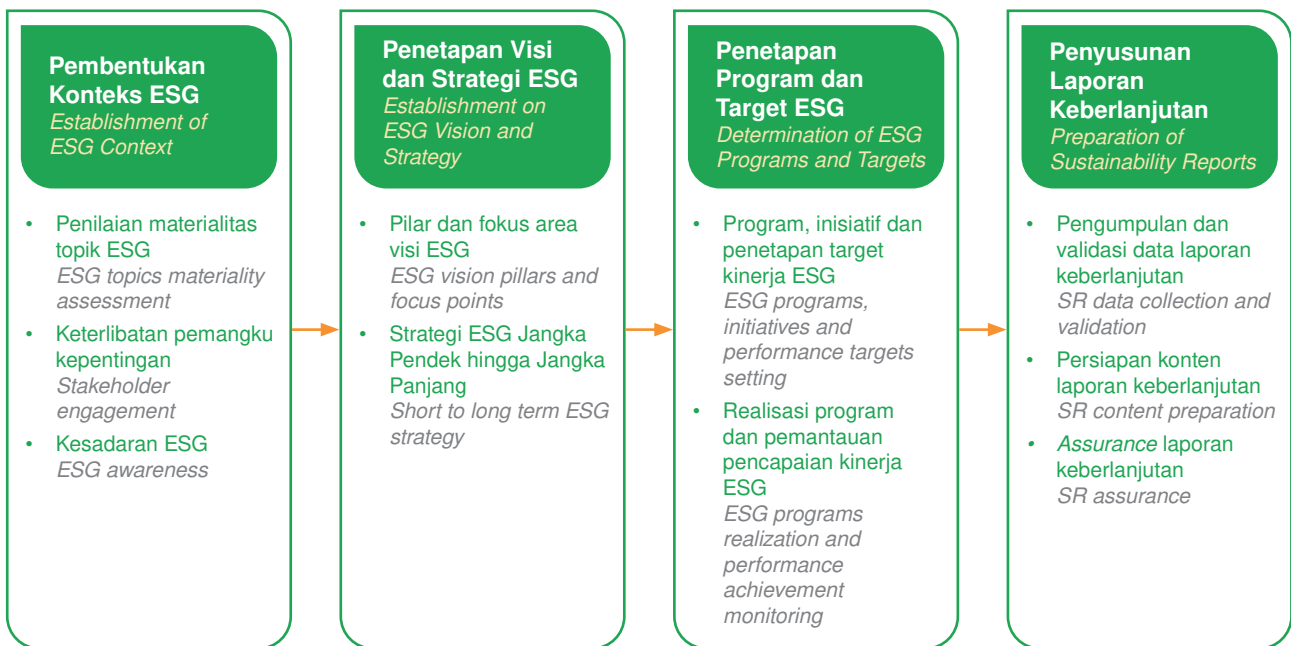 Pembentukan
Konteks ESG
Establishment of
ESG Context
• Penilaian materialitas
topik ESG
ESG topics materiality
assessment
• Keterlibatan pemangku
kepentingan
Stakeholder
engagement
• Kesadaran ESG
ESG awareness
Penetapan Visi
dan Strategi ESG
Establishment on
ESG Vision and
Strategy
• Pilar dan fokus area
visi ESG
ESG vision pillars and
focus points
• Strategi ESG Jangka
Pendek hingga Jangka
Panjang
Short to long term ESG
strategy
Penetapan
Program dan
Target ESG
Determination of ESG
Programs and Targets
• Program, inisiatif dan
penetapan target
kinerja ESG
ESG programs,
initiatives and
performance targets
setting
• Realisasi program
dan pemantauan
pencapaian kinerja
ESG
ESG programs
realization and
performance
achievement
monitoring
Penyusunan
Laporan
Keberlanjutan
Preparation of
Sustainability Reports
• Pengumpulan dan
validasi data laporan
keberlanjutan
SR data collection and
validation
• Persiapan konten
laporan keberlanjutan
SR content preparation
• Assurance laporan
keberlanjutan
SR assurance